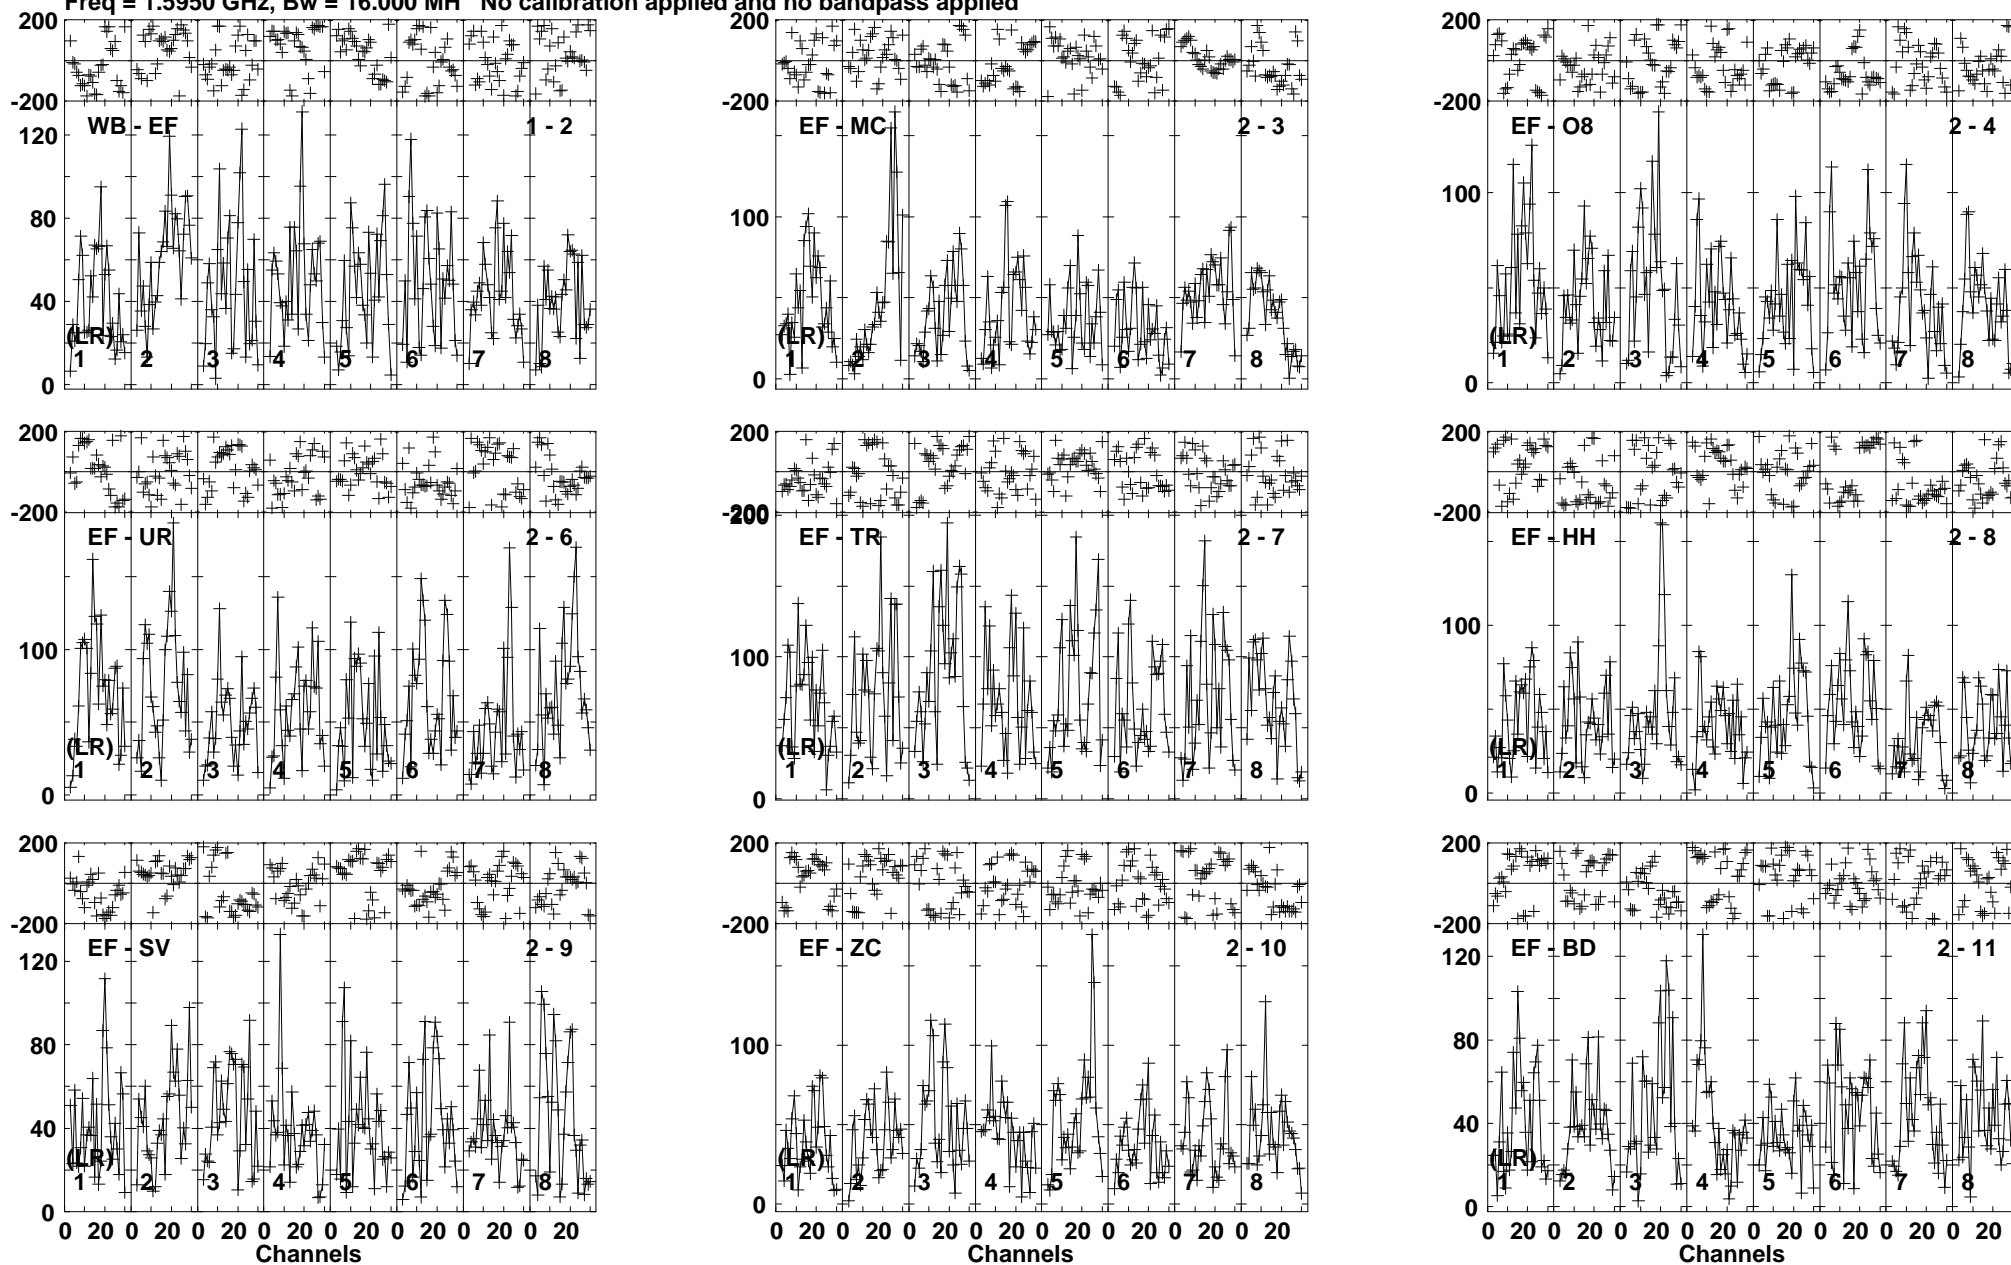 Freq = 1.5950 GHz, Bw = 16.000 MH No calibration applied and no bandpass applied
200 200 200
-200 -200 -200
WB - EF 1 - 2 EF - MC 2 - 3 EF - O8 2 - 4
120
100 100
80
40
(LR) (LR) (LR)
1 2 3 4 5 6 7 8 1 2 3 4 5 6 7 8 1 2 3 4 5 6 7 8
0 0 0
200 200 200
-200 -200 -200
200
EF - UR 2 - 6 EF - TR 2 - 7 EF - HH 2 - 8
100 100 100
(LR) (LR) (LR)
1 2 3 4 5 6 7 8 1 2 3 4 5 6 7 8 1 2 3 4 5 6 7 8
0 0 0
200 200 200
-200 -200 -200
EF - SV 2 - 9 EF - ZC 2 - 10 EF - BD 2 - 11
120 120
100
80 80
40 40
(LR) (LR) (LR)
1 2 3 4 5 6 7 8 1 2 3 4 5 6 7 8 1 2 3 4 5 6 7 8
0 0 0
0 20 0 20 0 20 0 20 0 20 0 20 0 20 0 20 0 20 0 20 0 20 0 20 0 20 0 20 0 20 0 20 0 20 0 20 0 20 0 20 0 20 0 20 0 20 0 20
Channels Channels Channels